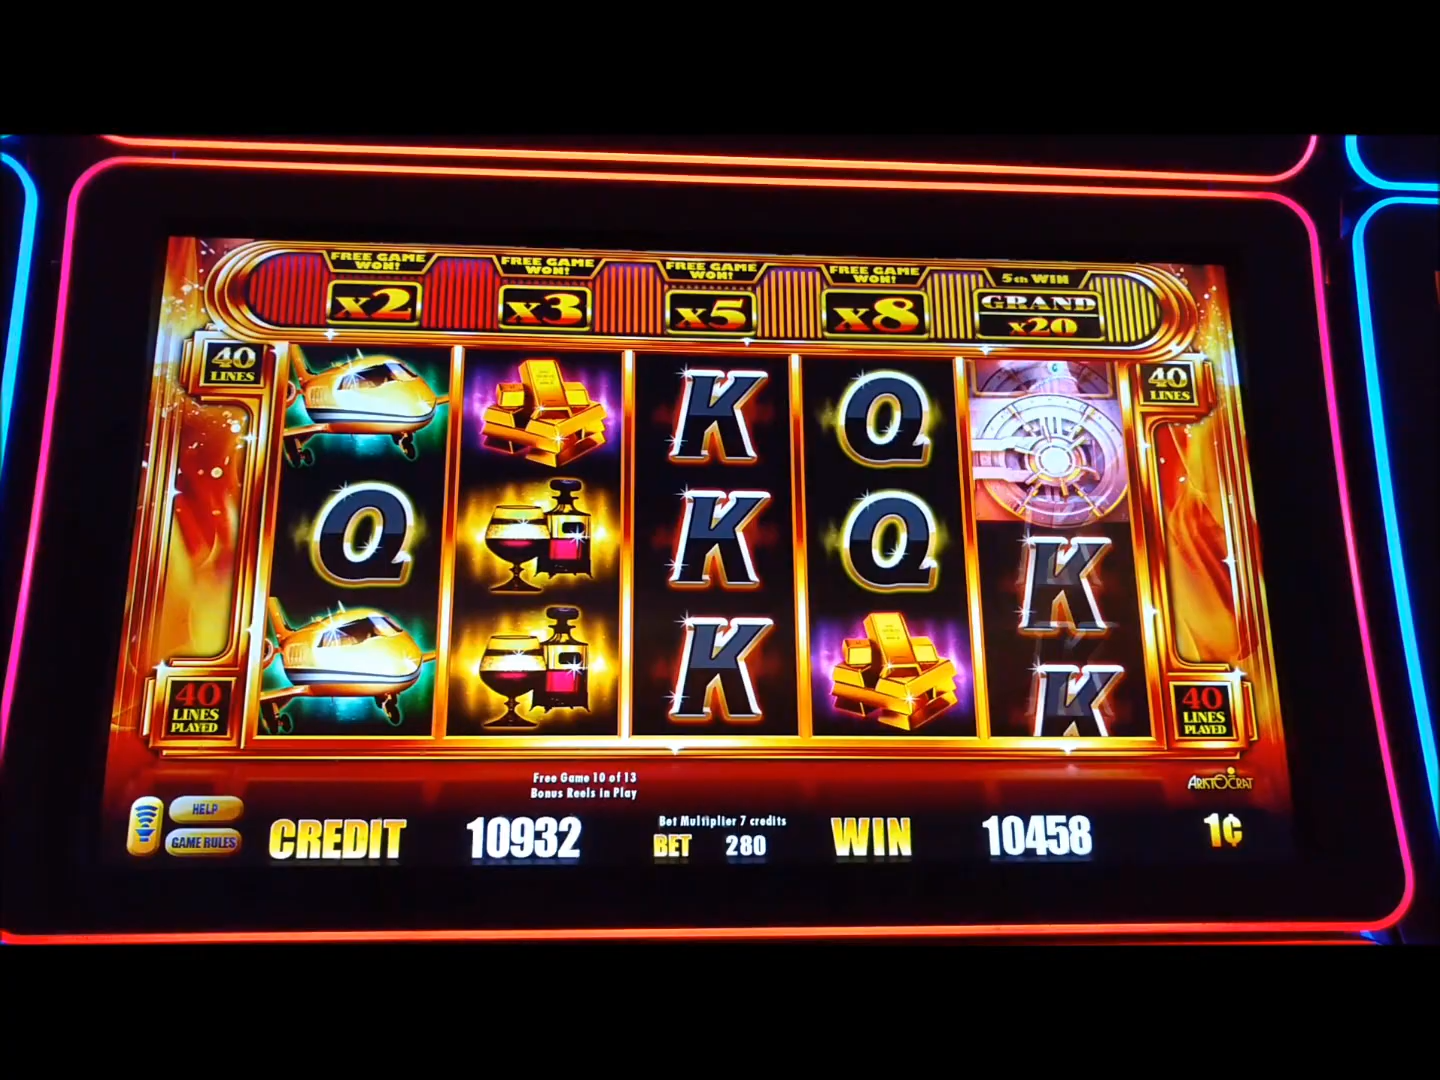 FREE GAME WON!
x2
FREE GAME WON!
x3
FREE GAME WON!
x5
FREE GAME WON!
x8
5th WIN
GRAND
x20
40
LINES
40
LINES
K
Q
Q
K
Q
K
K
K
40
LINES
PLAYED
40
LINES
PLAYED
Free Game 10 of 13
Bonus Reels in Play
ARISTOCRAT
HELP
GAME RULES
CREDIT 10932
Bet Multiplier 7 credits
BET 280
WIN 10458
1¢